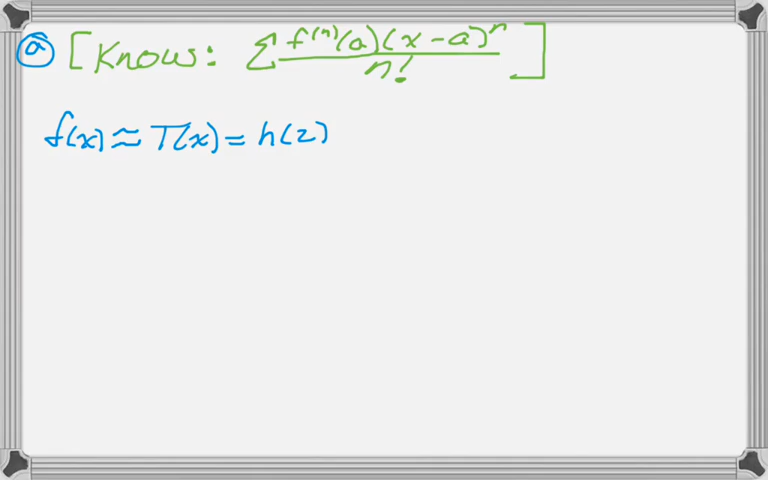 ⓐ [Know: Σ f⁽ⁿ⁾(a)(x-a)ⁿ / n! ]
f(x) ≈ T(x) = h(2)